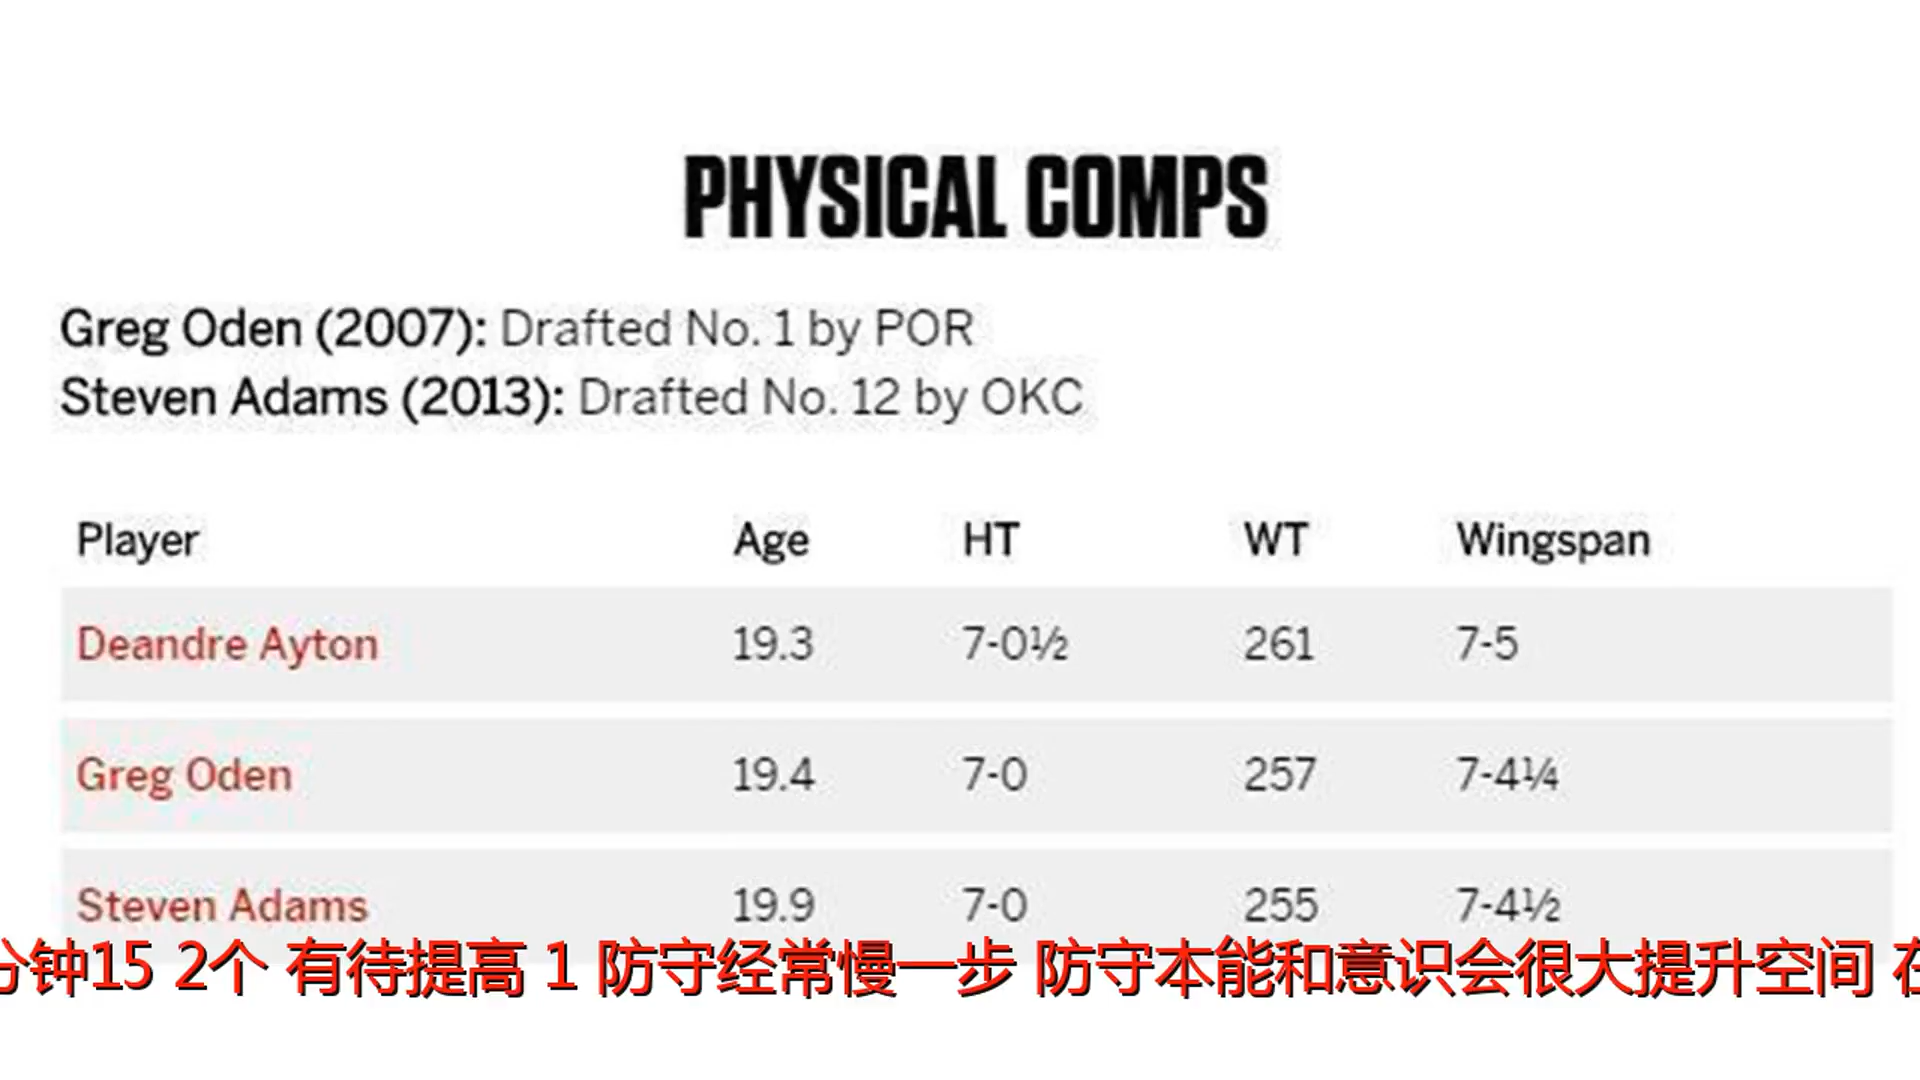 PHYSICAL COMPS
Greg Oden (2007): Drafted No. 1 by POR
Steven Adams (2013): Drafted No. 12 by OKC
Player Age HT WT Wingspan
Deandre Ayton 19.3 7-0½ 261 7-5
Greg Oden 19.4 7-0 257 7-4¼
Steven Adams 19.9 7-0 255 7-4½
分钟15 2个 有待提高 1 防守经常慢一步 防守本能和意识会很大提升空间 在